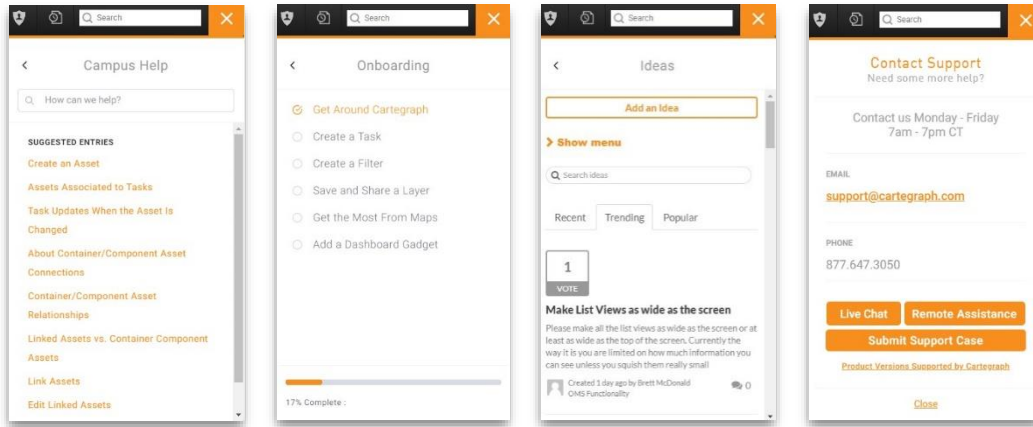 Search
Campus Help
How can we help?
SUGGESTED ENTRIES
Create an Asset
Assets Associated to Tasks
Task Updates When the Asset Is
Changed
About Container/Component Asset
Connections
Container/Component Asset
Relationships
Linked Assets vs. Container Component
Assets
Link Assets
Edit Linked Assets
Search
Onboarding
Get Around Cartegraph
Create a Task
Create a Filter
Save and Share a Layer
Get the Most From Maps
Add a Dashboard Gadget
17% Complete :
Search
Ideas
Add an Idea
Show menu
Search ideas
Recent Trending Popular
1
VOTE
Make List Views as wide as the screen
Please make all the list views as wide as the screen or at
least as wide as the top of the screen. Currently the
way it is you are limited on how much information you
can see unless you squish them really small
Created 1 day ago by Brett McDonald
OMS Functionality
0
Search
Contact Support
Need some more help?
Contact us Monday - Friday
7am - 7pm CT
EMAIL
support@cartegraph.com
PHONE
877.647.3050
Live Chat Remote Assistance
Submit Support Case
Product Versions Supported by Cartegraph
Close